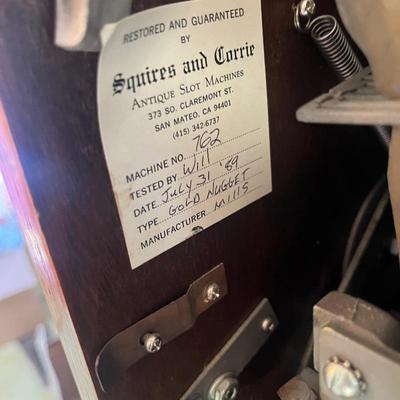 RESTORED AND GUARANTEED
BY
Squires and Corrie
ANTIQUE SLOT MACHINES
373 SO. CLAREMONT ST.
SAN MATEO, CA 94401
(415) 342-6737
MACHINE NO. 762
TESTED BY Will
DATE July 31 '89
TYPE GOLD NUGGET
MANUFACTURER Mills